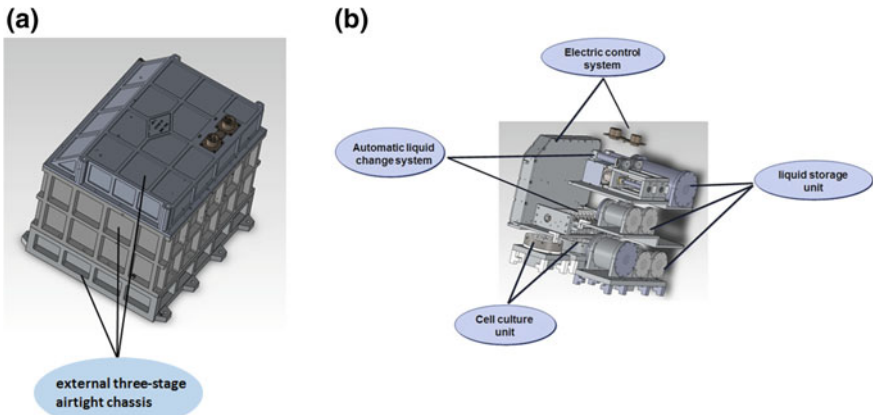 (a)
external three-stage
airtight chassis
(b)
Electric control
system
Automatic liquid
change system
liquid storage
unit
Cell culture
unit